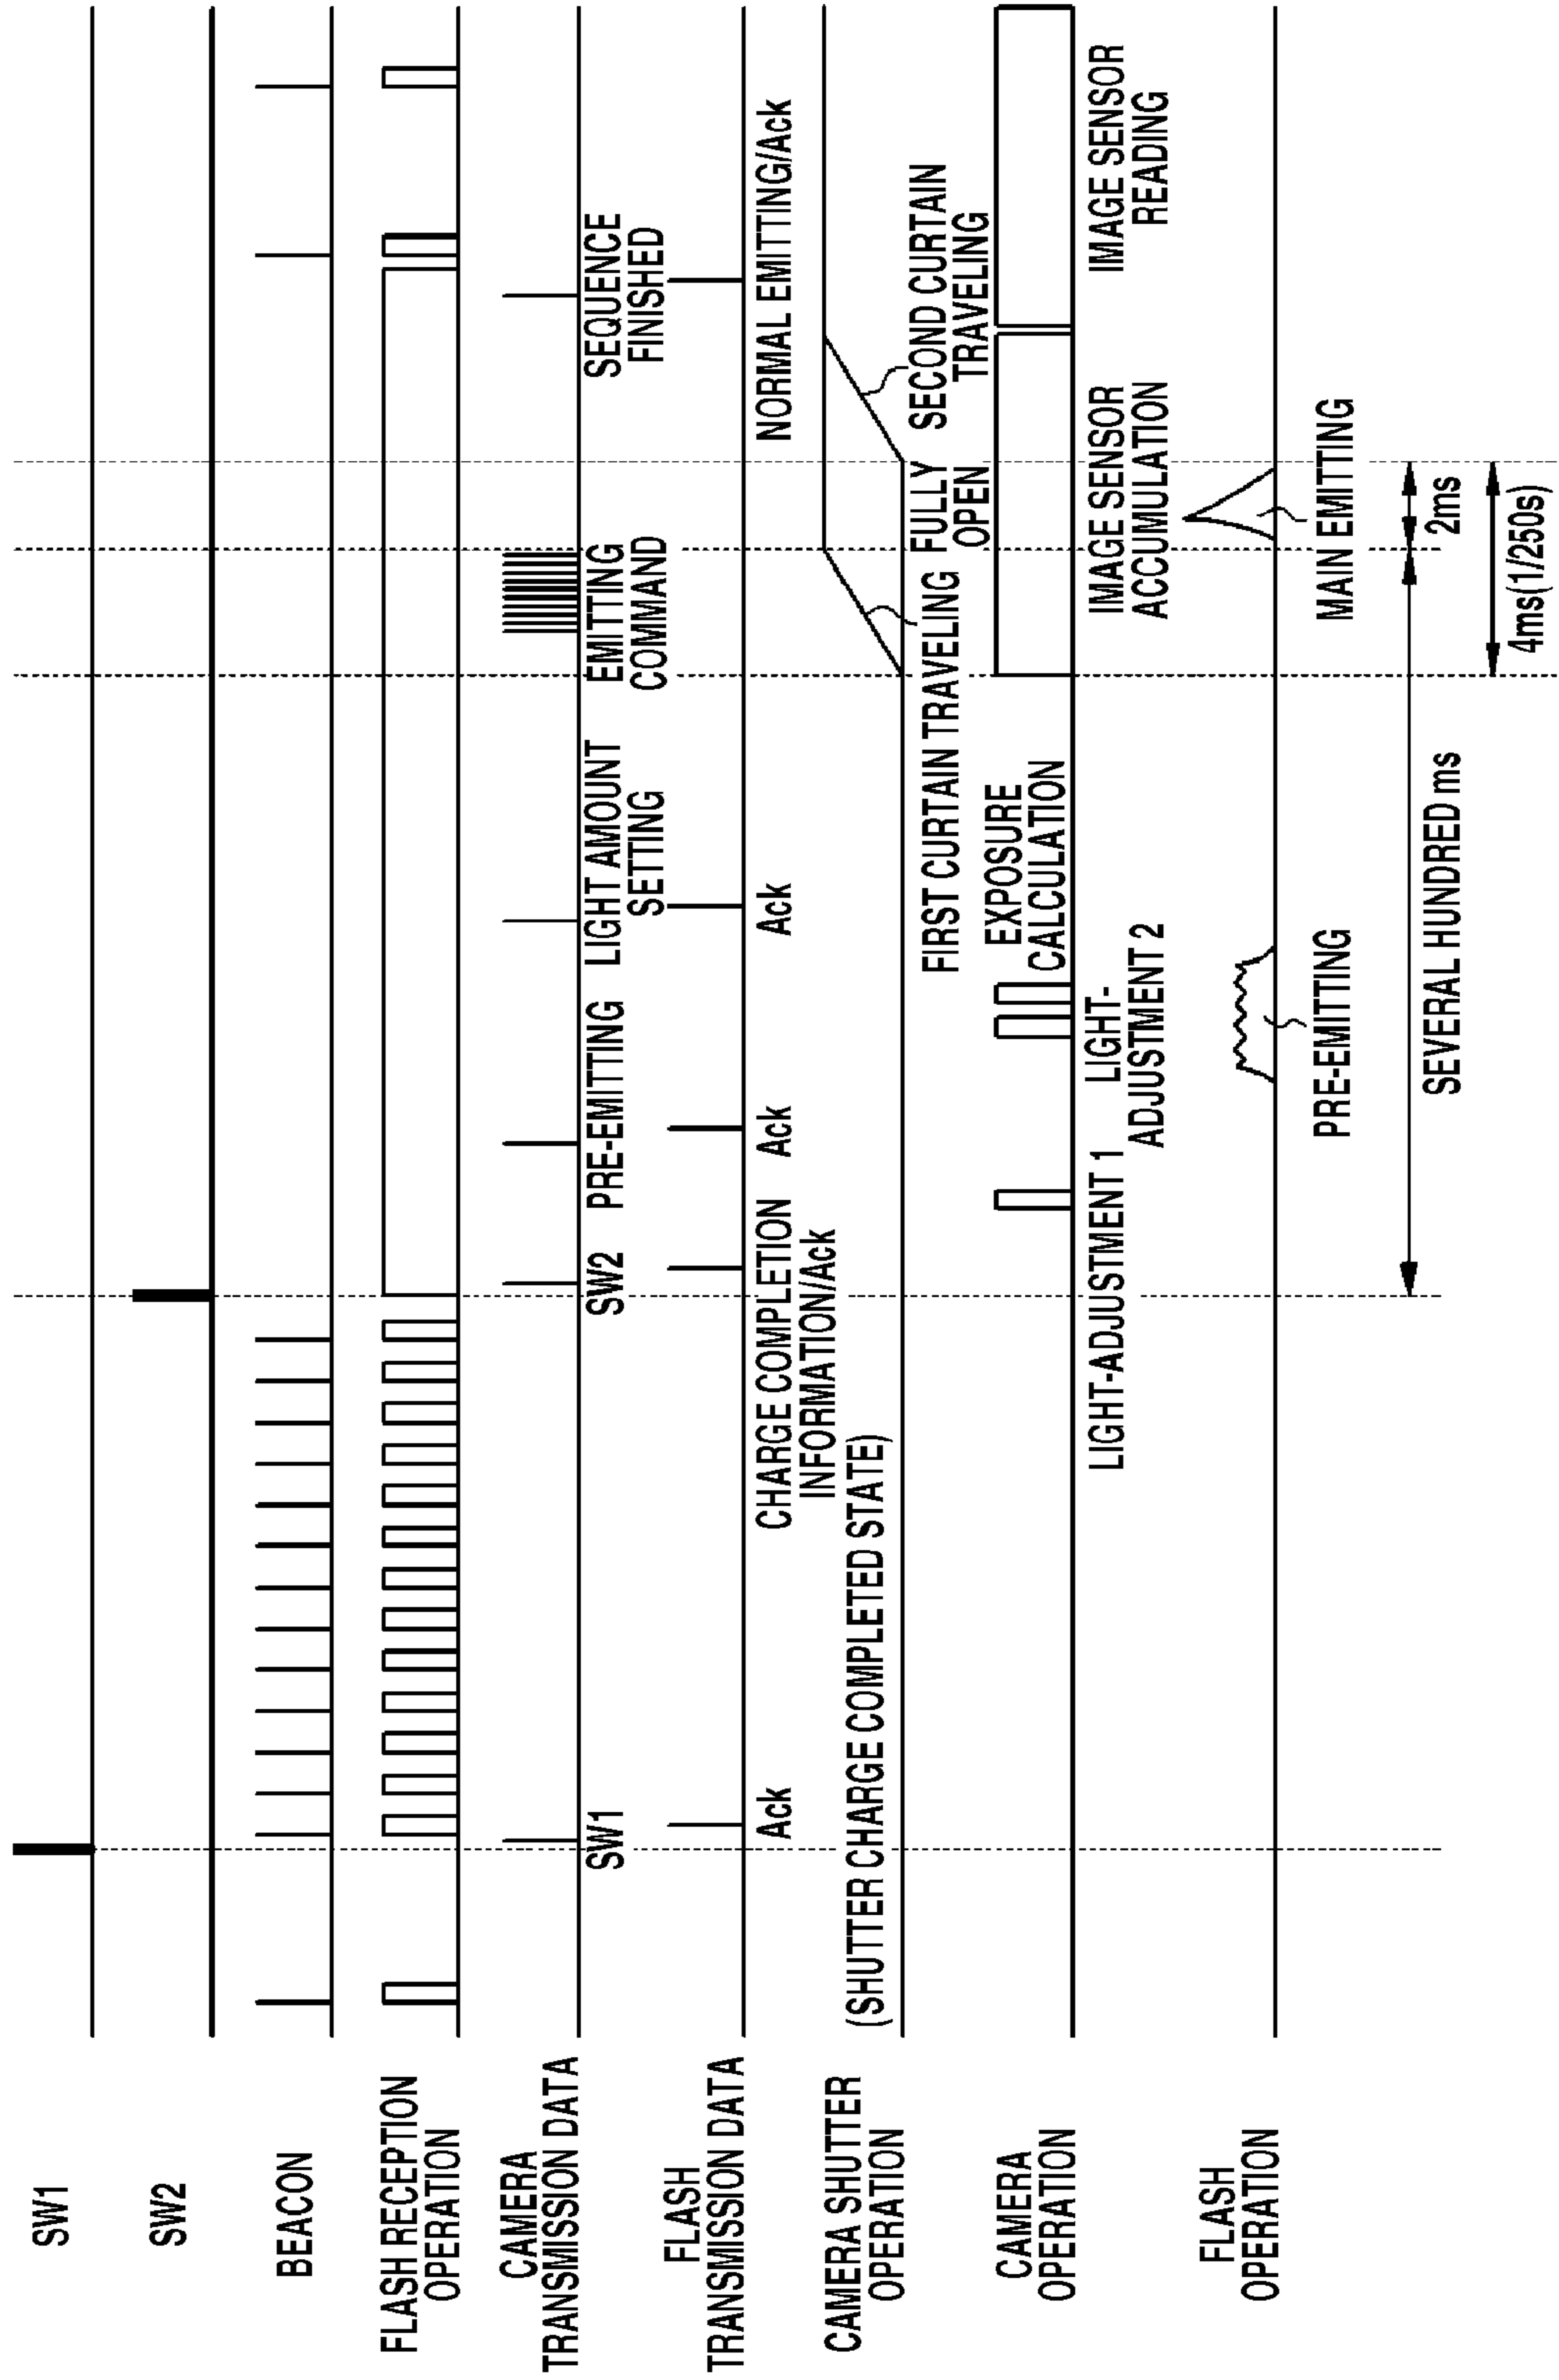 SW1
SW2
BEACON
FLASH RECEPTION
OPERATION
CAMERA
TRANSMISSION DATA
SW1
SW2
PRE-EMITTING
LIGHT AMOUNT
SETTING
EMITTING
COMMAND
SEQUENCE
FINISHED
FLASH
TRANSMISSION DATA
Ack
CHARGE COMPLETION
INFORMATION/Ack
Ack
Ack
NORMAL EMITTING/Ack
CAMERA SHUTTER
OPERATION
(SHUTTER CHARGE COMPLETED STATE)
FIRST CURTAIN TRAVELING
FULLY
OPEN
SECOND CURTAIN
TRAVELING
CAMERA
OPERATION
LIGHT-ADJUSTMENT 1
LIGHT-
ADJUSTMENT 2
EXPOSURE
CALCULATION
IMAGE SENSOR
ACCUMULATION
IMAGE SENSOR
READING
FLASH
OPERATION
PRE-EMITTING
MAIN EMITTING
SEVERAL HUNDRED ms
2ms
4ms(1/250s)